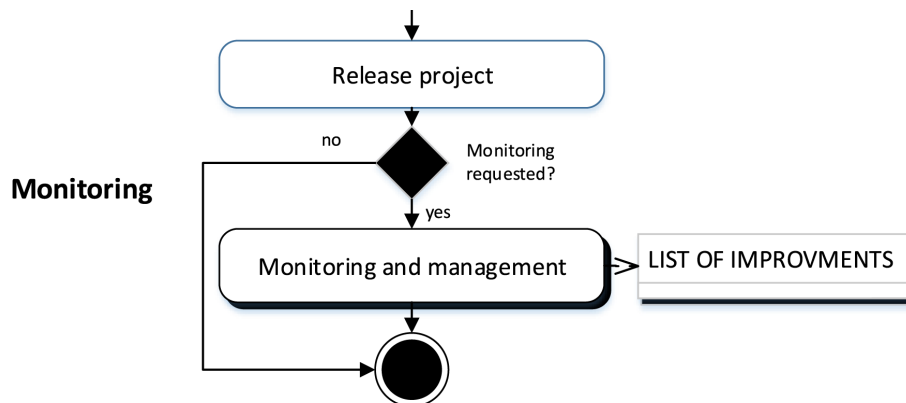 Release project
no
Monitoring
requested?
Monitoring
yes
Monitoring and management
LIST OF IMPROVMENTS